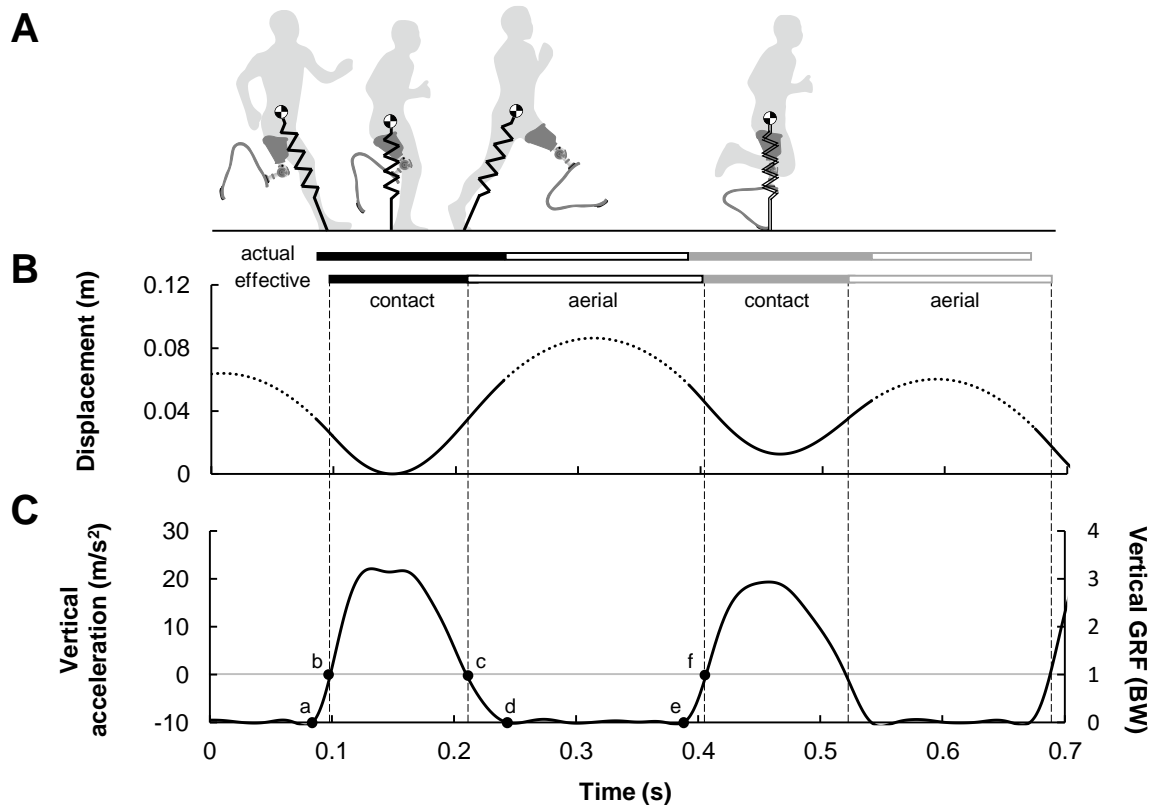 A
actual
B
effective
contact
aerial
contact
aerial
0.12
0.08
0.04
0
Displacement (m)
C
30
20
10
0
-10
Vertical
acceleration (m/s²)
a
b
c
d
e
f
4
3
2
1
0
Vertical GRF (BW)
0
0.1
0.2
0.3
0.4
0.5
0.6
0.7
Time (s)